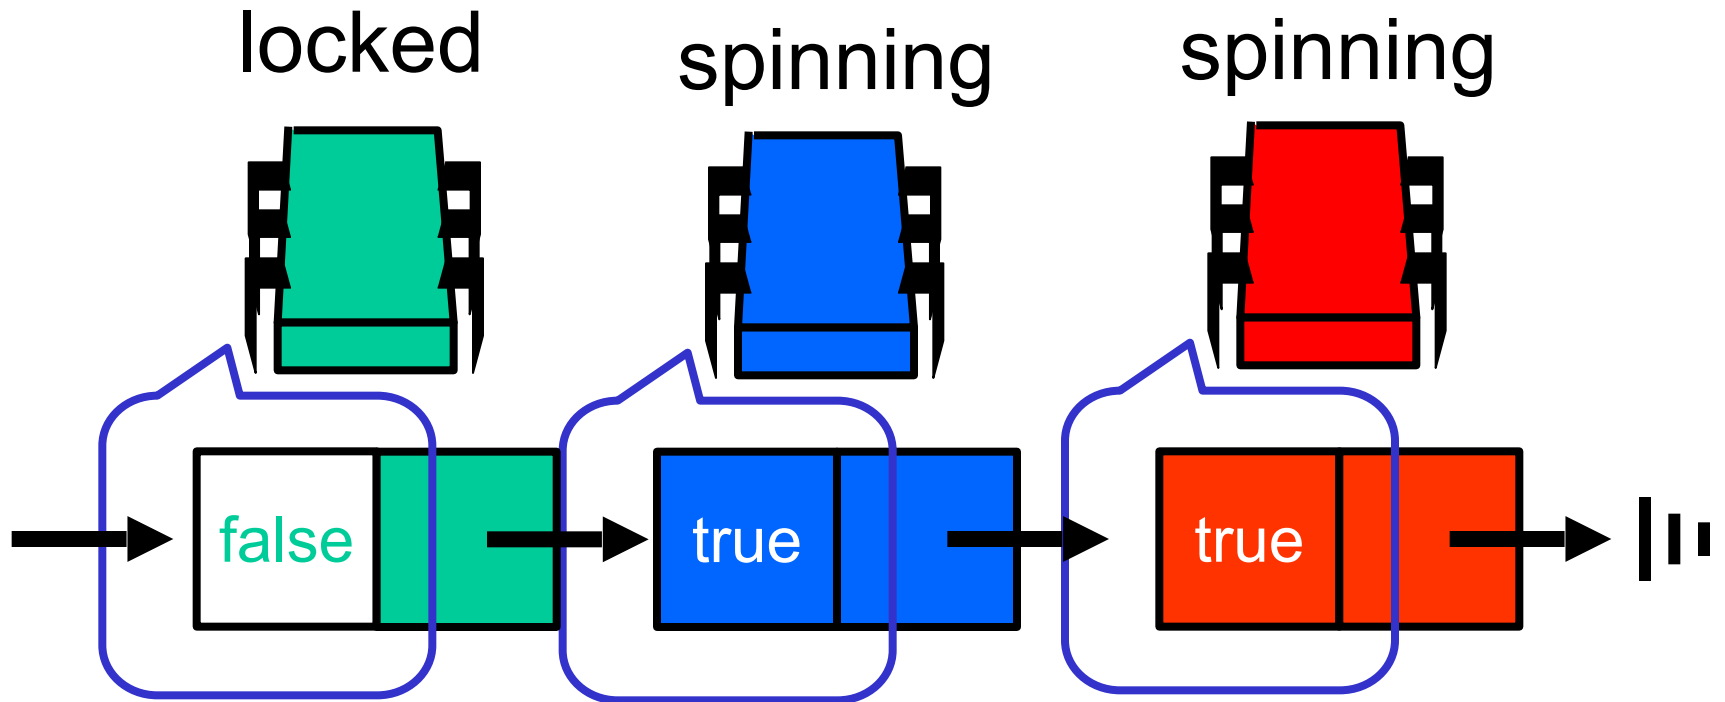 locked
spinning
spinning
false
true
true